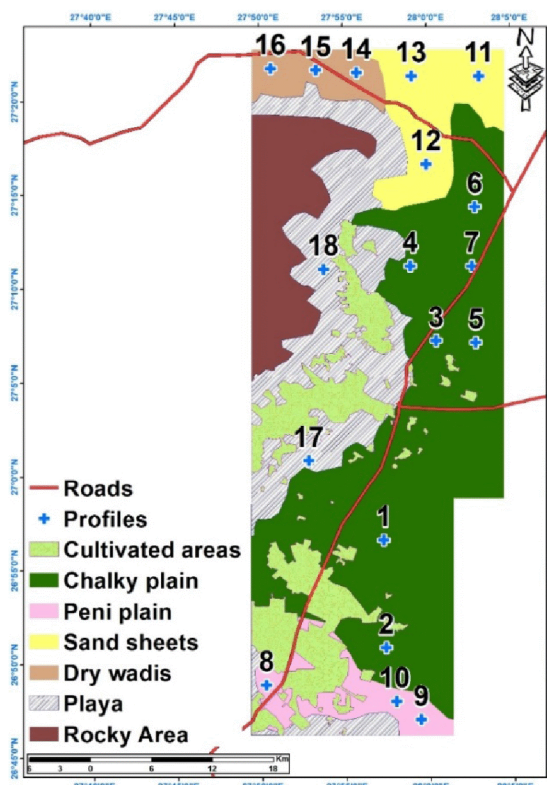 27°40'0"E 27°45'0"E 27°50'0"E 27°55'0"E 28°0'0"E 28°5'0"E
N
16 15 14 13 11
27°20'0"N
12
27°15'0"N
6
18 4 7
27°10'0"N
3 5
27°5'0"N
17
27°0'0"N
Roads
Profiles
1
Cultivated areas
26°55'0"N
Chalky plain
Peni plain
2
Sand sheets
26°50'0"N
8
Dry wadis
10
9
Playa
Rocky Area
26°45'0"N
6 3 0 6 12 18 Km